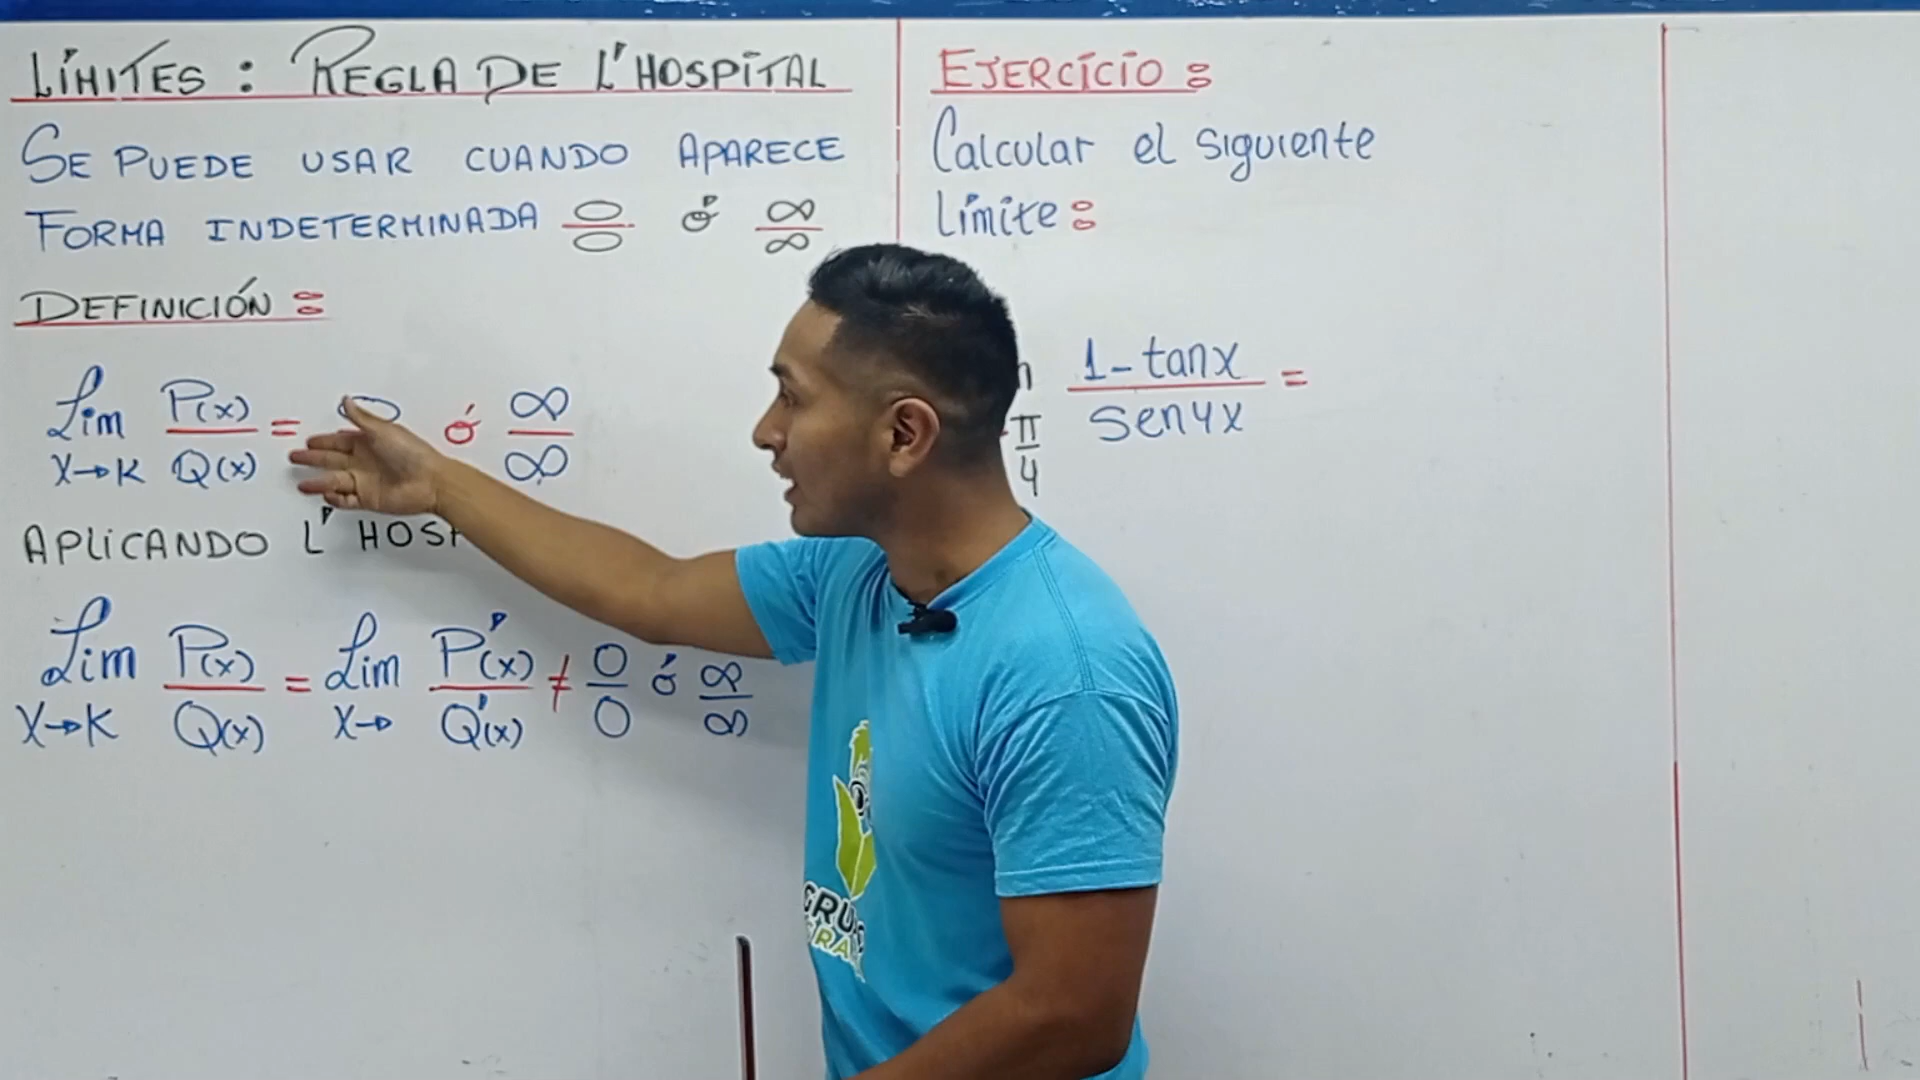 LÍMITES : REGLA DE L'HOSPITAL
SE PUEDE USAR CUANDO APARECE
FORMA INDETERMINADA 0/0 ó ∞/∞
DEFINICIÓN :
Lim P(x)/Q(x) = ó ∞/∞
X→K
APLICANDO L'
Lim P(x)/Q(x) = Lim P'(x)/Q'(x) ≠ 0/0 ó ∞/∞
X→K X→
EJERCICIO :
Calcular el siguiente
límite :
1-tanx/sen4x =
π/4